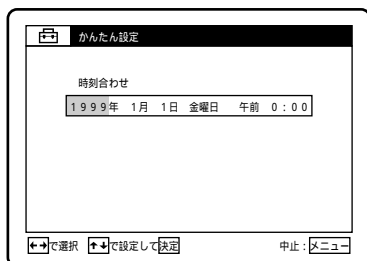 かんたん設定
時刻合わせ
1999年 1月 1日 金曜日 午前 0:00
←→で選択 ↑↓で設定して決定 中止:メニュー